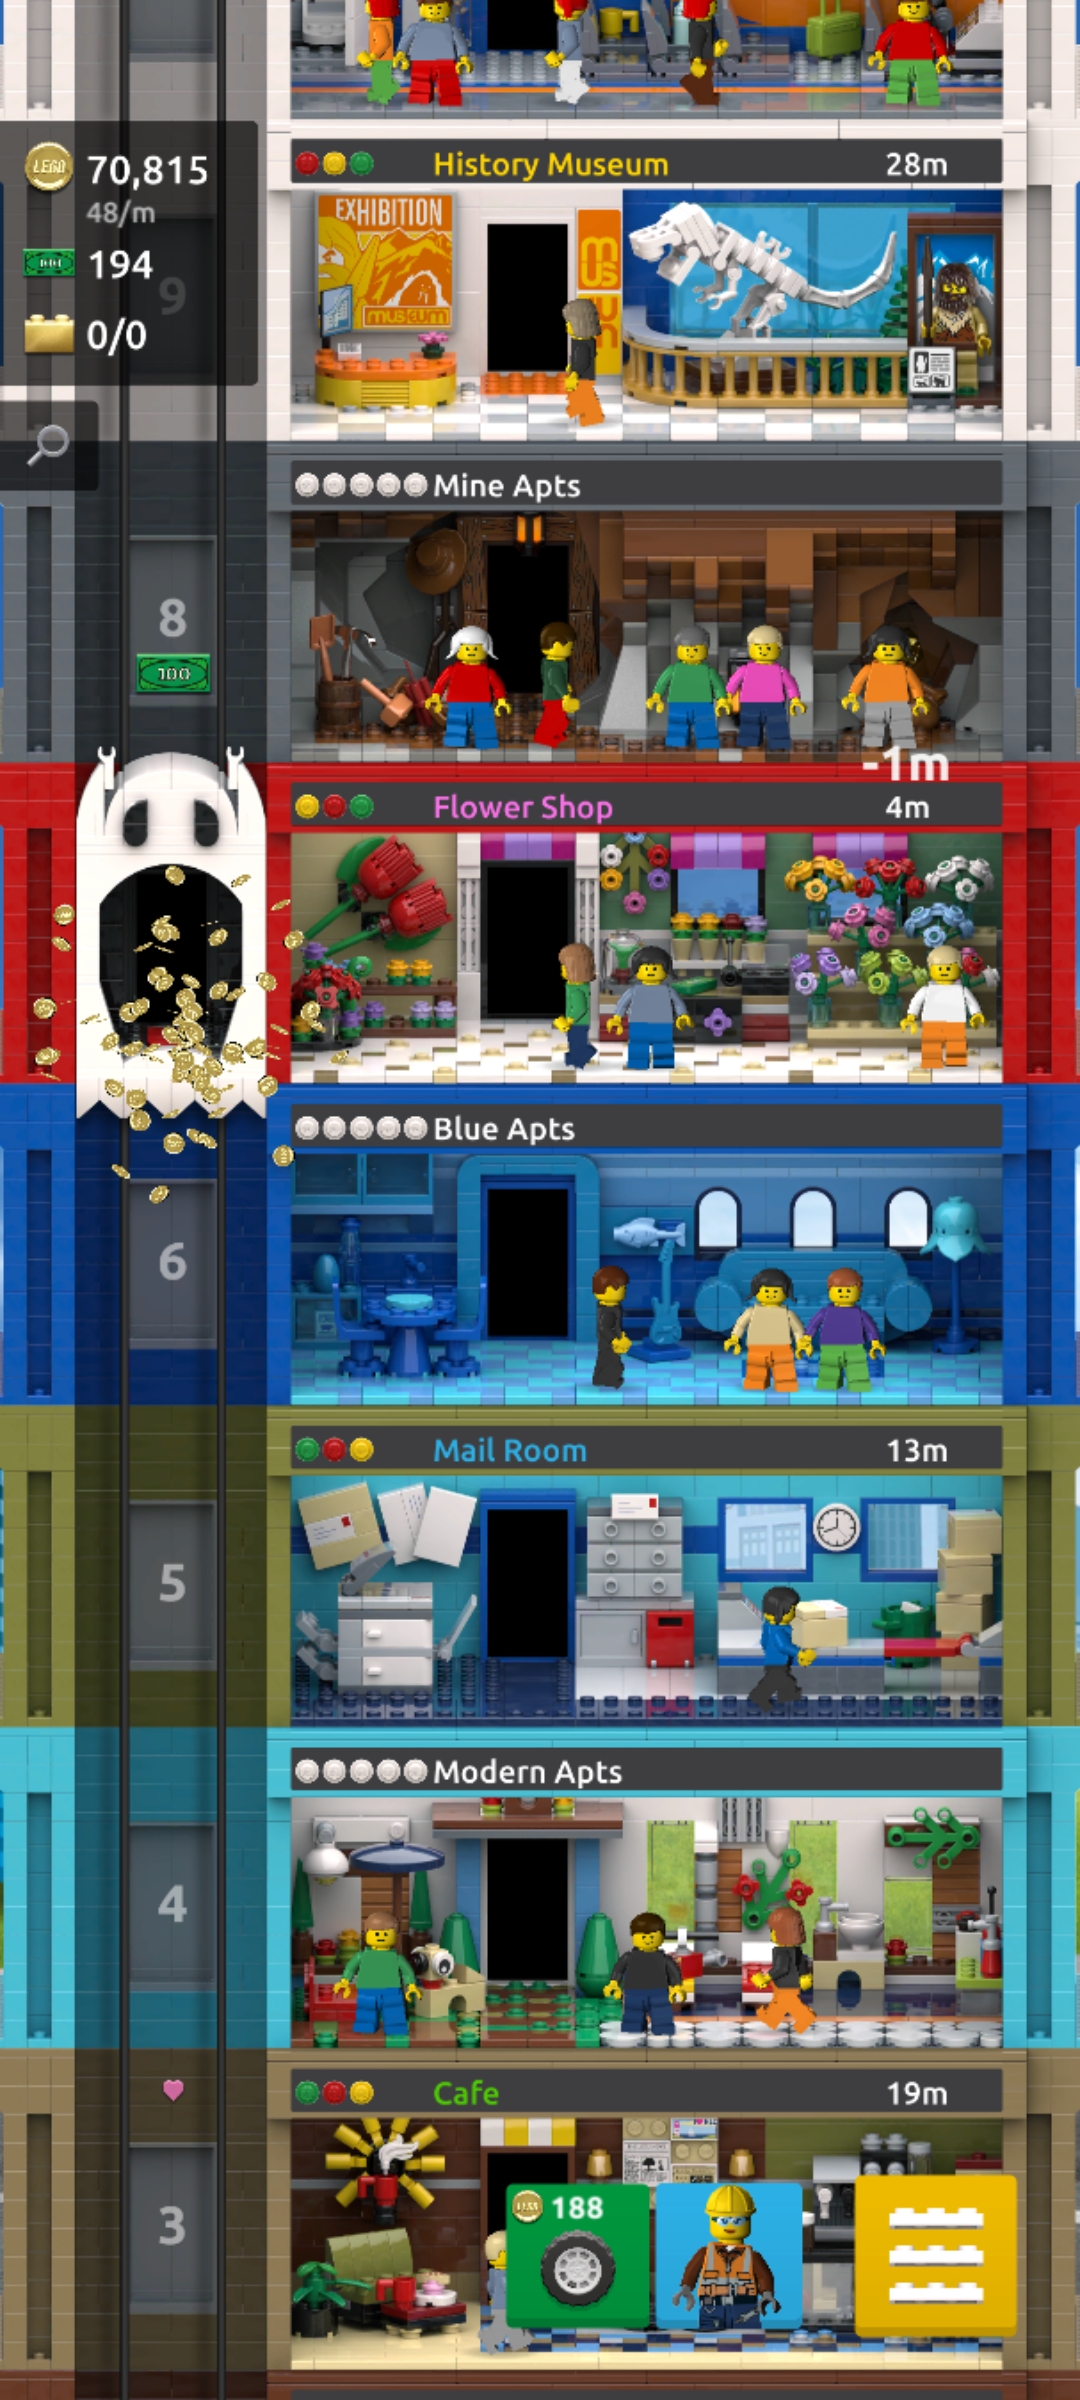 LEGO 70,815
48/m
194
0/0
9
History Museum 28m
EXHIBITION
museum
Mine Apts
8
100
-1m
Flower Shop 4m
Blue Apts
6
Mail Room 13m
5
Modern Apts
4
Cafe 19m
188
3